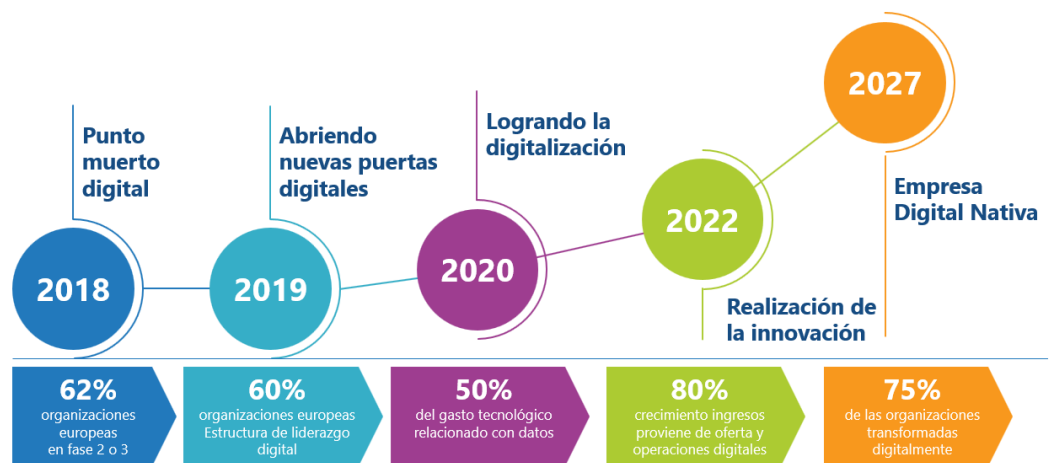 2018
Punto
muerto
digital
2019
Abriendo
nuevas puertas
digitales
2020
Logrando la
digitalización
2022
Realización de
la innovación
2027
Empresa
Digital Nativa
62%
organizaciones
europeas
en fase 2 o 3
60%
organizaciones europeas
Estructura de liderazgo
digital
50%
del gasto tecnológico
relacionado con datos
80%
crecimiento ingresos
proviene de oferta y
operaciones digitales
75%
de las organizaciones
transformadas
digitalmente